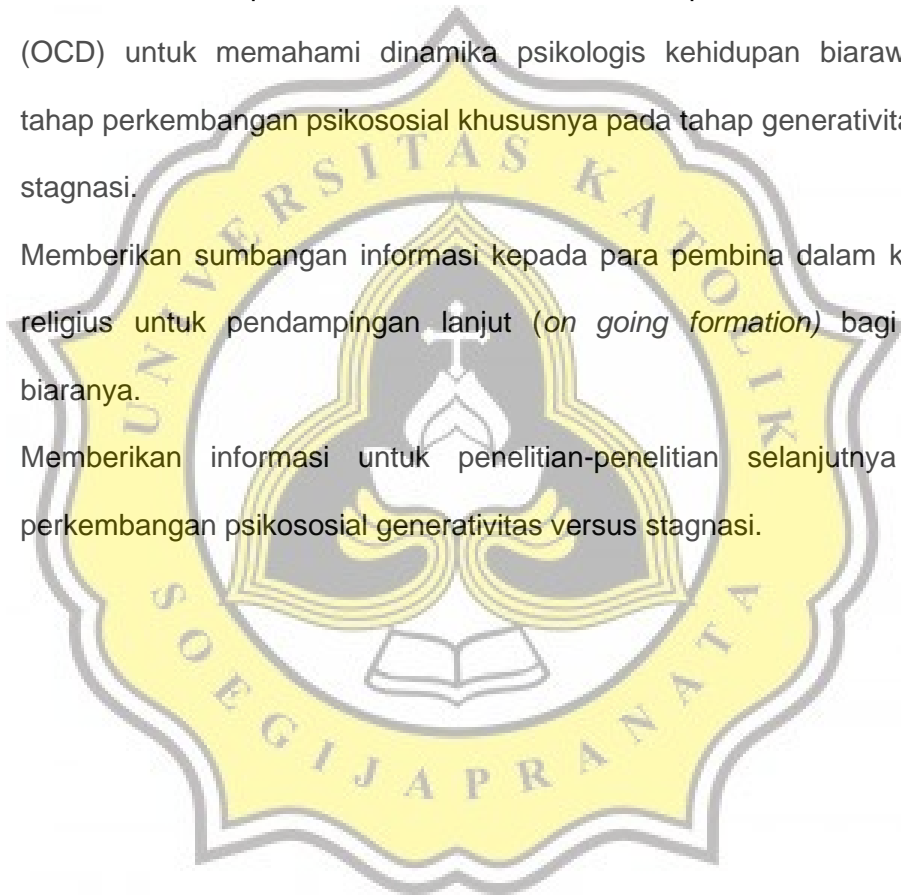 (OCD) untuk memahami dinamika psikologis kehidupan
tahap perkembangan psikososial khususnya pada tahap
stagnasi.
Memberikan sumbangan informasi kepada para pembina dalam
religius untuk pendampingan lanjut (on going formation) bagi
biaranya.
Memberikan informasi untuk penelitian-penelitian selanjutnya
perkembangan psikososial generativitas versus stagnasi.
UNIVERSITAS KATOLIK
SOEGIJAPRANATA